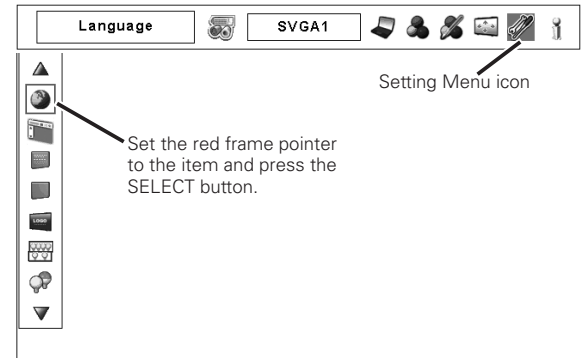 Language
SVGA1
Setting Menu icon
Set the red frame pointer
to the item and press the
SELECT button.
LOGO